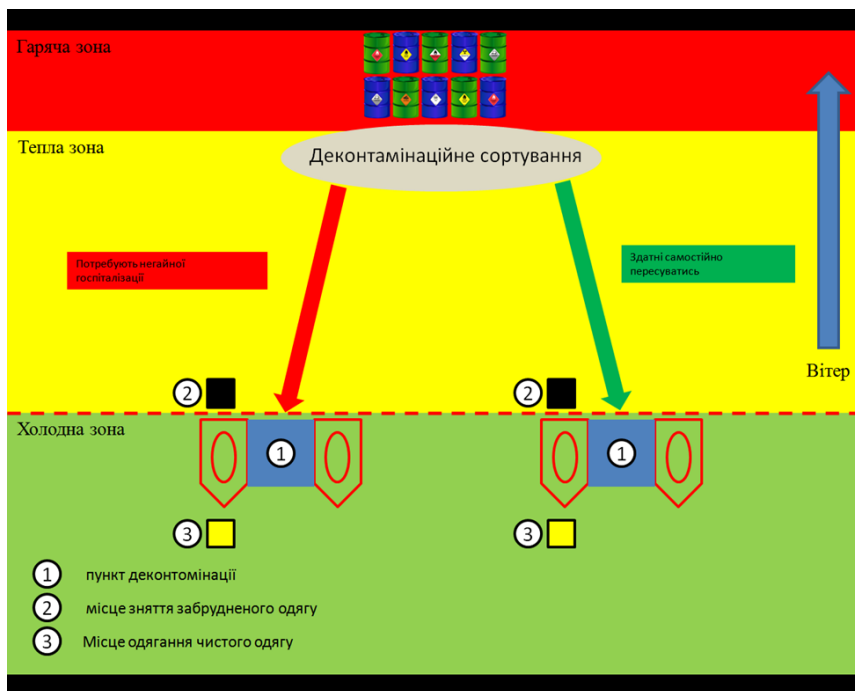 Гаряча зона
Тепла зона
Деконтамінаційне сортування
Потребують негайної
госпіталізації
Здатні самостійно
пересуватись
Вітер
2
2
Холодна зона
1
1
3
3
1 пункт деконтомінації
2 місце зняття забрудненого одягу
3 Місце одягання чистого одягу